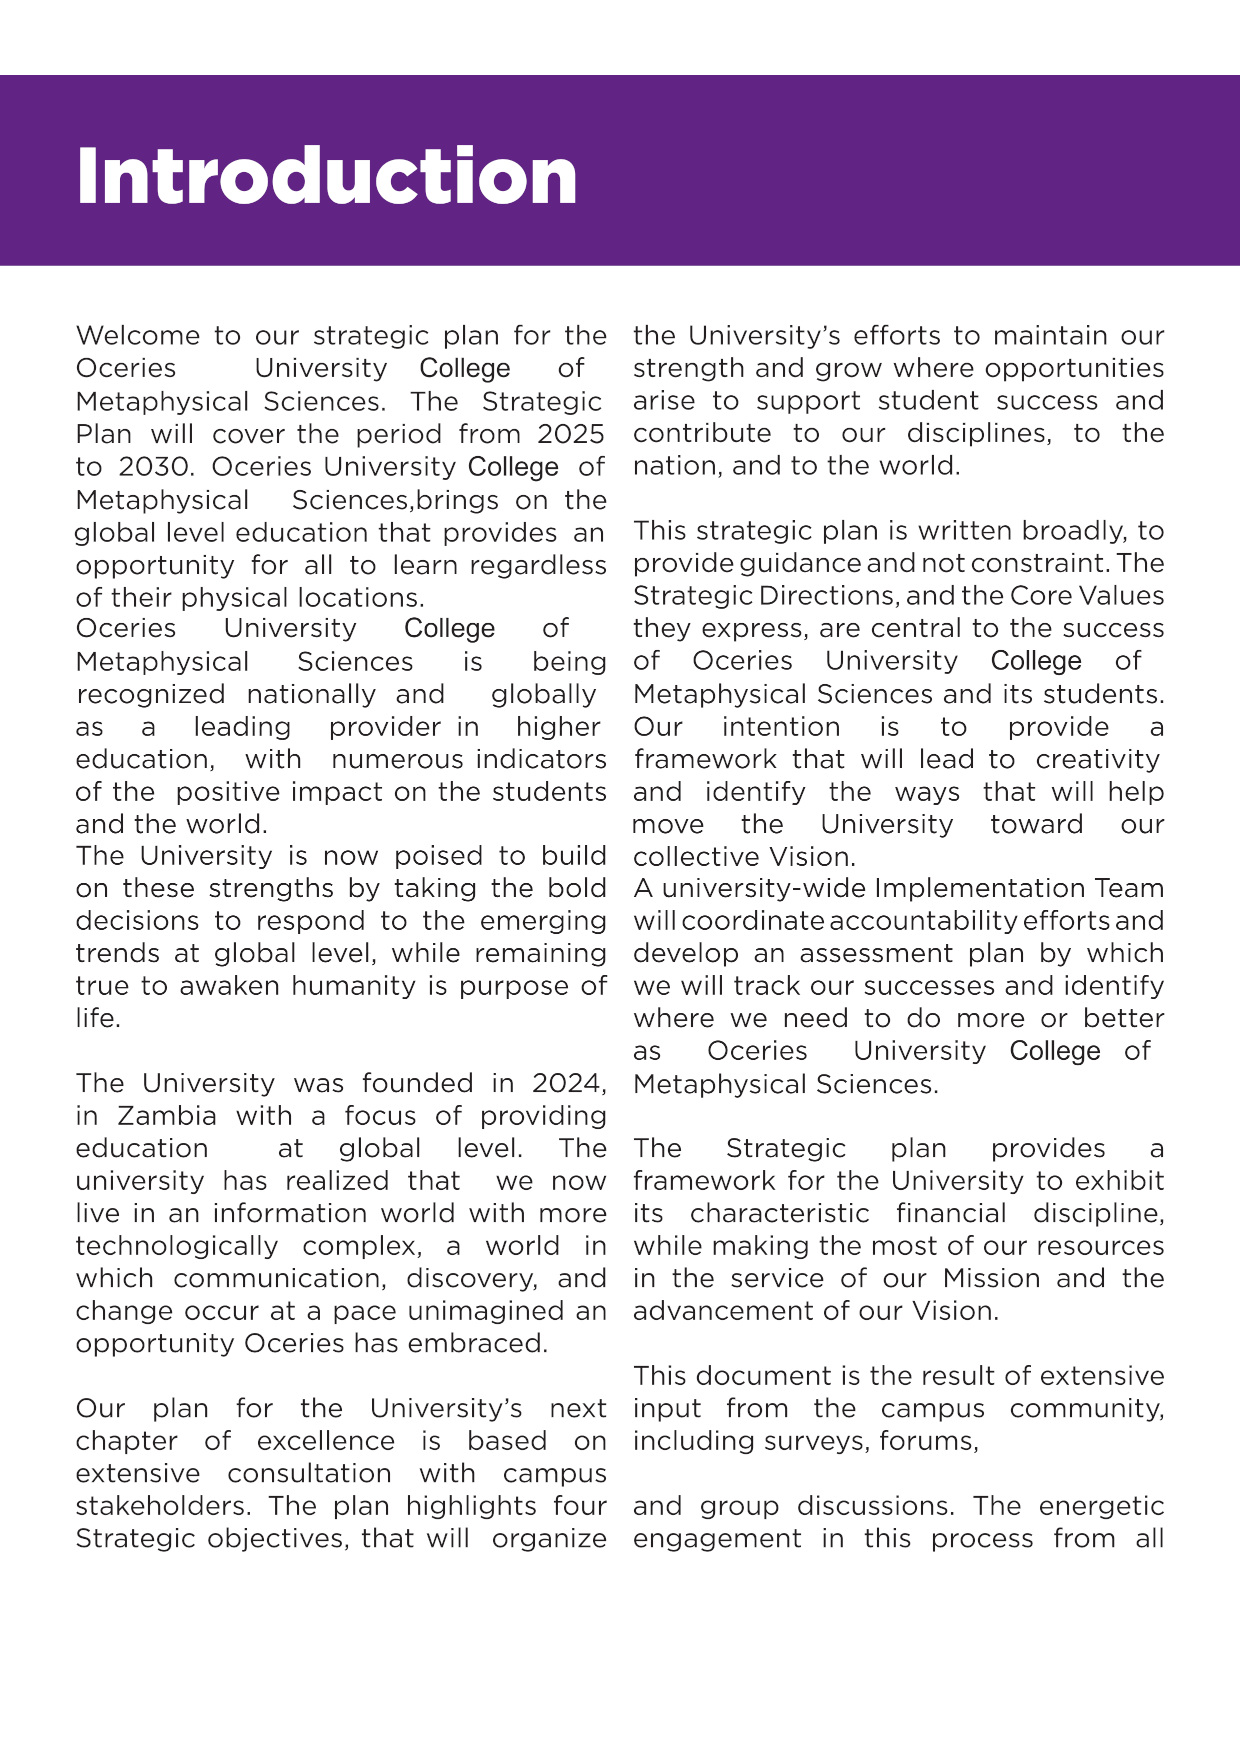 Introduction
Welcome to our strategic plan for the
Oceries University College of
Metaphysical Sciences. The Strategic
Plan will cover the period from 2025
to 2030. Oceries University College of
Metaphysical Sciences,brings on the
global level education that provides an
opportunity for all to learn regardless
of their physical locations.
Oceries University College of
Metaphysical Sciences is being
recognized nationally and globally
as a leading provider in higher
education, with numerous indicators
of the positive impact on the students
and the world.
The University is now poised to build
on these strengths by taking the bold
decisions to respond to the emerging
trends at global level, while remaining
true to awaken humanity is purpose of
life.
The University was founded in 2024,
in Zambia with a focus of providing
education at global level. The
university has realized that we now
live in an information world with more
technologically complex, a world in
which communication, discovery, and
change occur at a pace unimagined an
opportunity Oceries has embraced.
Our plan for the University’s next
chapter of excellence is based on
extensive consultation with campus
stakeholders. The plan highlights four
Strategic objectives, that will organize
the University’s efforts to maintain our
strength and grow where opportunities
arise to support student success and
contribute to our disciplines, to the
nation, and to the world.
This strategic plan is written broadly, to
provide guidance and not constraint. The
Strategic Directions, and the Core Values
they express, are central to the success
of Oceries University College of
Metaphysical Sciences and its students.
Our intention is to provide a
framework that will lead to creativity
and identify the ways that will help
move the University toward our
collective Vision.
A university-wide Implementation Team
will coordinate accountability efforts and
develop an assessment plan by which
we will track our successes and identify
where we need to do more or better
as Oceries University College of
Metaphysical Sciences.
The Strategic plan provides a
framework for the University to exhibit
its characteristic financial discipline,
while making the most of our resources
in the service of our Mission and the
advancement of our Vision.
This document is the result of extensive
input from the campus community,
including surveys, forums,
and group discussions. The energetic
engagement in this process from all